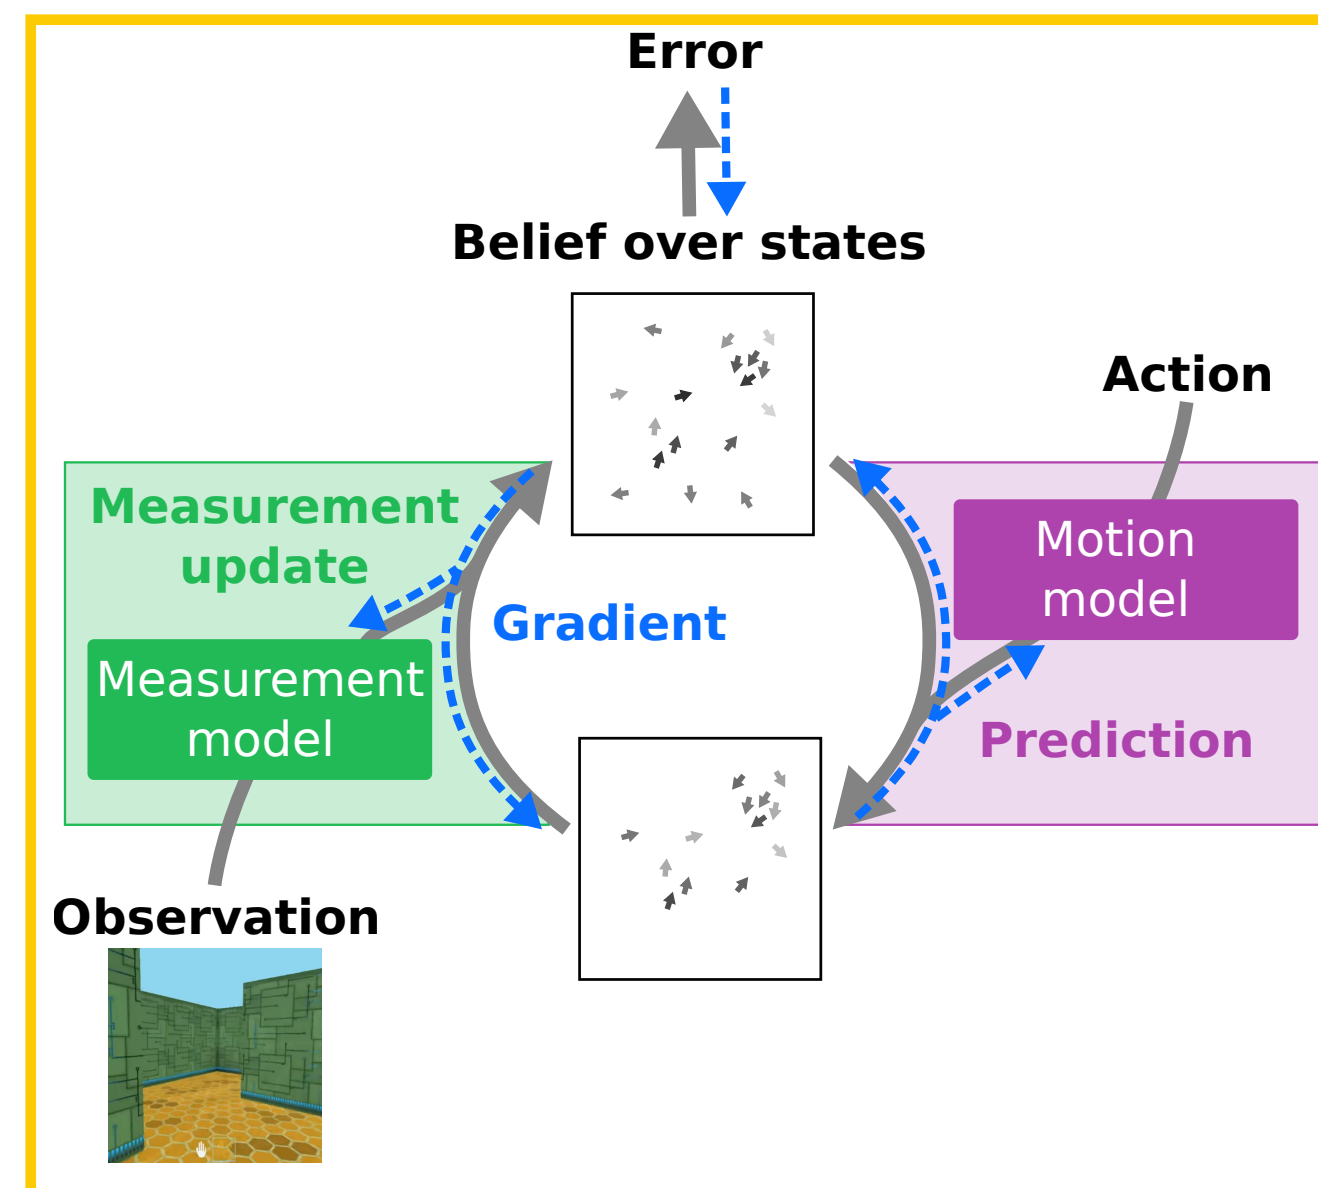 Error
Belief over states
Action
Measurement
update
Motion
model
Gradient
Measurement
model
Prediction
Observation